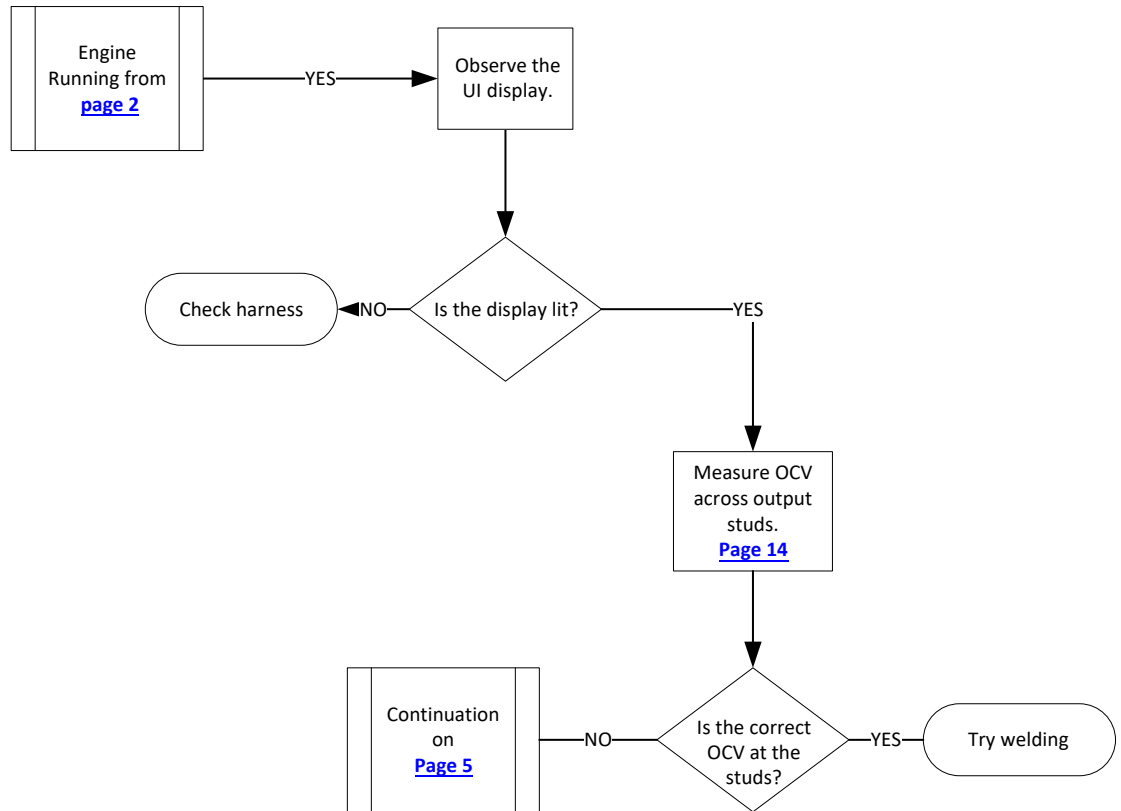 Engine
Running from
page 2
YES
Observe the
UI display.
Is the display lit?
NO
Check harness
YES
Measure OCV
across output
studs.
Page 14
Is the correct
OCV at the
studs?
NO
Continuation
on
Page 5
YES
Try welding